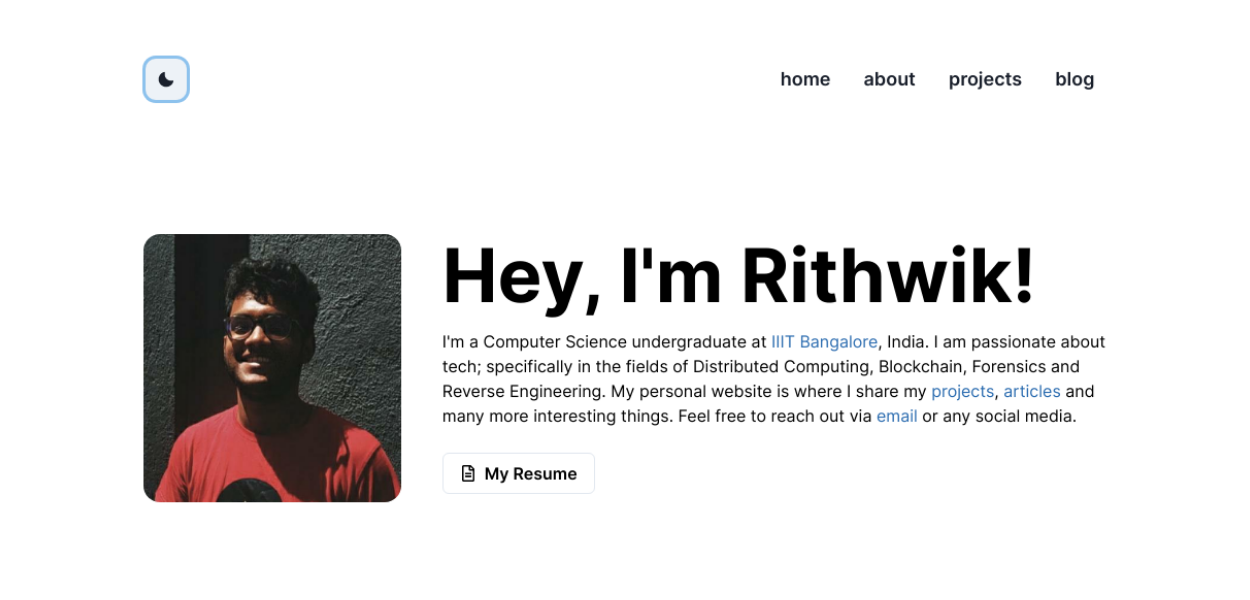 home about projects blog
Hey, I'm Rithwik!
I'm a Computer Science undergraduate at IIIT Bangalore, India. I am passionate about
tech; specifically in the fields of Distributed Computing, Blockchain, Forensics and
Reverse Engineering. My personal website is where I share my projects, articles and
many more interesting things. Feel free to reach out via email or any social media.
My Resume